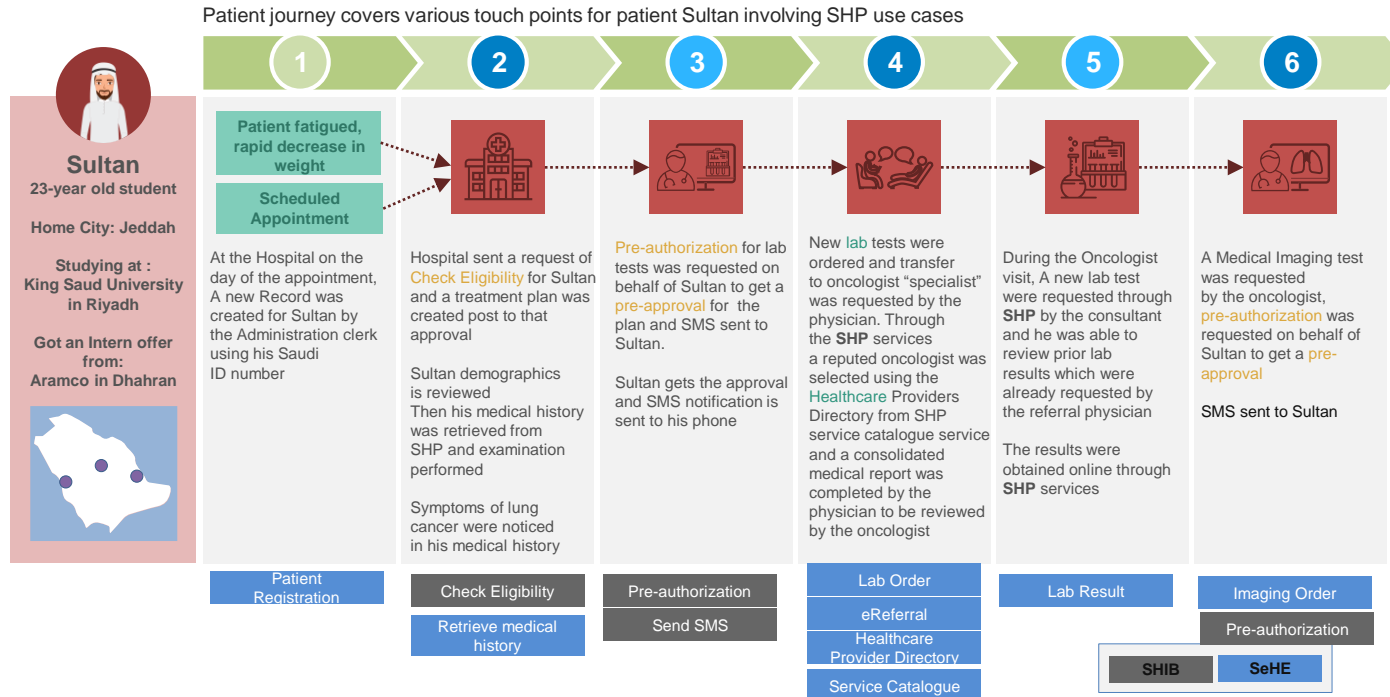 Patient journey covers various touch points for patient Sultan involving SHP use cases
1
2
3
4
5
6
Sultan
23-year old student
Home City: Jeddah
Studying at :
King Saud University
in Riyadh
Got an Intern offer
from:
Aramco in Dhahran
Patient fatigued,
rapid decrease in
weight
Scheduled
Appointment
At the Hospital on the
day of the appointment,
A new Record was
created for Sultan by
the Administration clerk
using his Saudi
ID number
Patient
Registration
Hospital sent a request of
Check Eligibility for Sultan
and a treatment plan was
created post to that
approval
Sultan demographics
is reviewed
Then his medical history
was retrieved from
SHP and examination
performed
Symptoms of lung
cancer were noticed
in his medical history
Check Eligibility
Retrieve medical
history
Pre-authorization for lab
tests was requested on
behalf of Sultan to get a
pre-approval for the
plan and SMS sent to
Sultan.
Sultan gets the approval
and SMS notification is
sent to his phone
Pre-authorization
Send SMS
New lab tests were
ordered and transfer
to oncologist “specialist”
was requested by the
physician. Through
the SHP services
a reputed oncologist was
selected using the
Healthcare Providers
Directory from SHP
service catalogue service
and a consolidated
medical report was
completed by the
physician to be reviewed
by the oncologist
Lab Order
eReferral
Healthcare
Provider Directory
Service Catalogue
During the Oncologist
visit, A new lab test
were requested through
SHP by the consultant
and he was able to
review prior lab
results which were
already requested by
the referral physician
The results were
obtained online through
SHP services
Lab Result
A Medical Imaging test
was requested
by the oncologist,
pre-authorization was
requested on behalf of
Sultan to get a pre-
approval
SMS sent to Sultan
Imaging Order
Pre-authorization
SHIB
SeHE